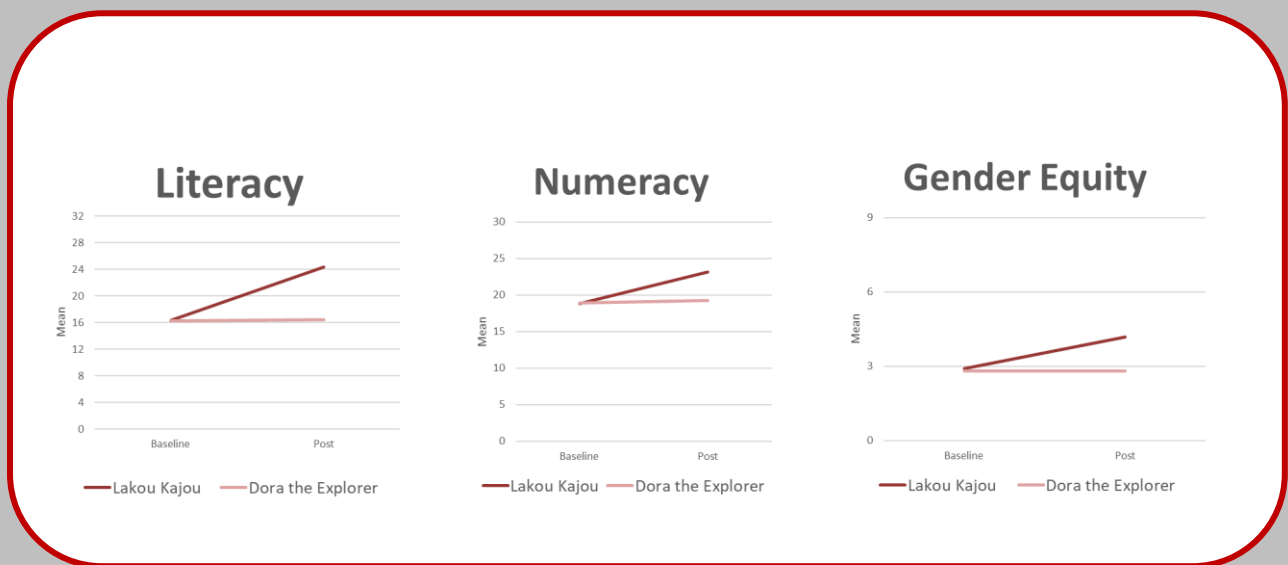 Literacy
32
28
24
20
16
12
8
4
0
Mean
Baseline Post
Lakou Kajou Dora the Explorer
Numeracy
30
25
20
15
10
5
0
Mean
Baseline Post
Lakou Kajou Dora the Explorer
Gender Equity
9
6
3
0
Mean
Baseline Post
Lakou Kajou Dora the Explorer